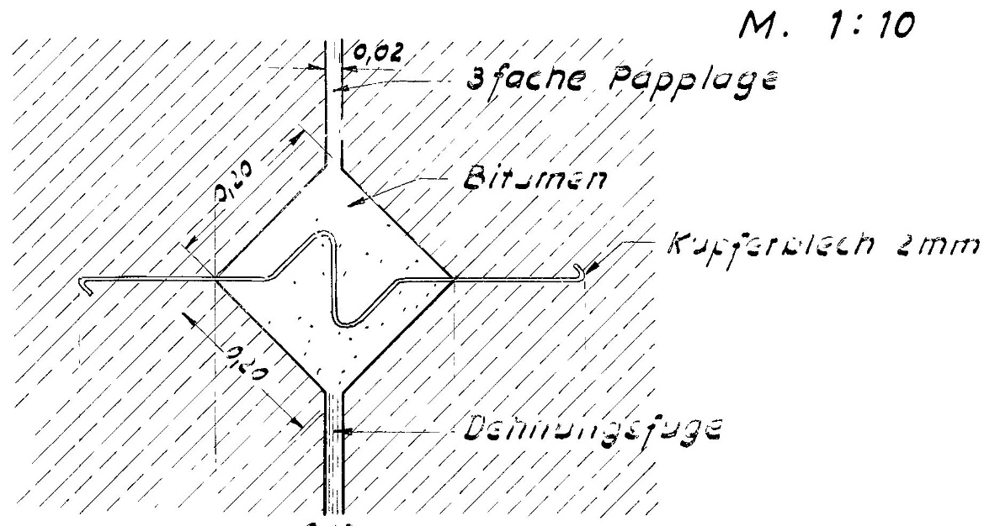 M. 1:10
0,02
3fache Papplage
0,20
Bitumen
Kupferblech 2mm
0,20
Dehnungsfuge